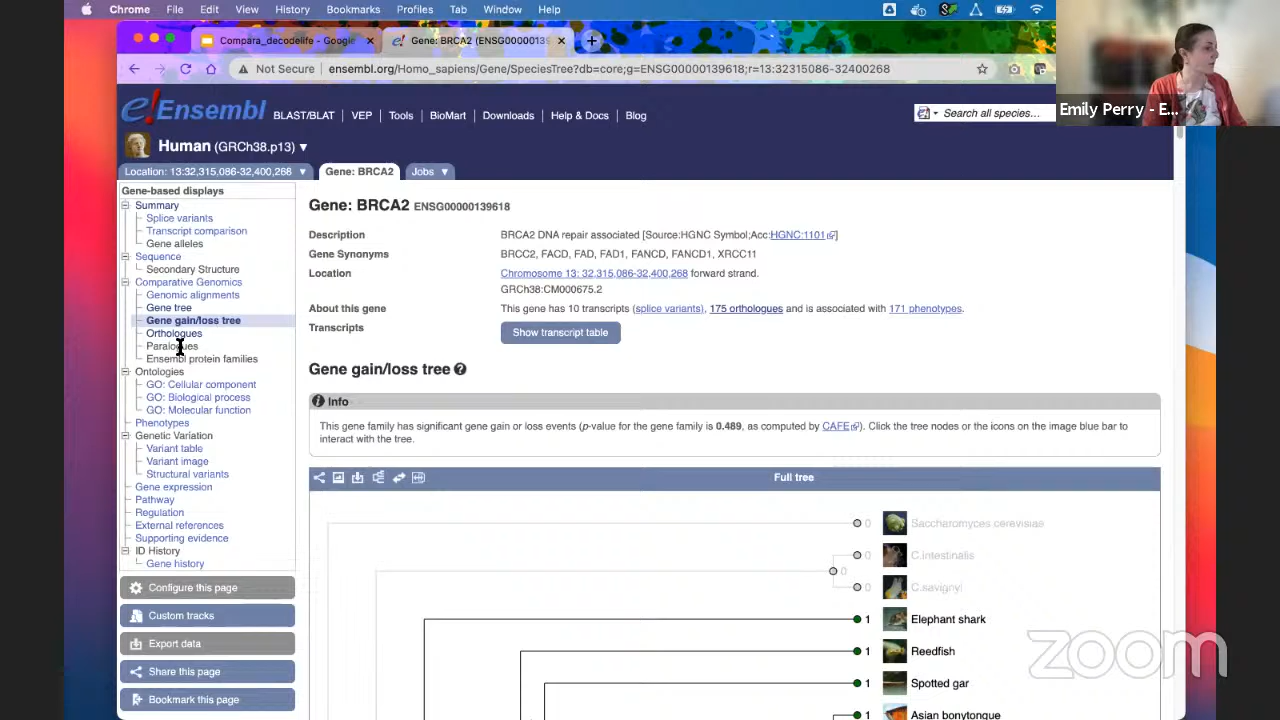 Chrome File Edit View History Bookmarks Profiles Tab Window Help
Compara_decodelife - Google
Gene: BRCA2 (ENSG00000139
Not Secure ensembl.org/Homo_sapiens/Gene/SpeciesTree?db=core;g=ENSG00000139618;r=13:32315086-32400268
Emily Perry - E...
e!Ensembl BLAST/BLAT | VEP | Tools | BioMart | Downloads | Help & Docs | Blog
Search all species...
Human (GRCh38.p13) ▼
Location: 13:32,315,086-32,400,268 ▼
Gene: BRCA2
Jobs ▼
Gene-based displays
Summary
Splice variants
Transcript comparison
Gene alleles
Sequence
Secondary Structure
Comparative Genomics
Genomic alignments
Gene tree
Gene gain/loss tree
Orthologues
Paralogues
Ensembl protein families
Ontologies
GO: Cellular component
GO: Biological process
GO: Molecular function
Phenotypes
Genetic Variation
Variant table
Variant image
Structural variants
Gene expression
Pathway
Regulation
External references
Supporting evidence
ID History
Gene history
Configure this page
Custom tracks
Export data
Share this page
Bookmark this page
Gene: BRCA2 ENSG00000139618
Description BRCA2 DNA repair associated [Source:HGNC Symbol;Acc:HGNC:1101]
Gene Synonyms BRCC2, FACD, FAD, FAD1, FANCD, FANCD1, XRCC11
Location Chromosome 13: 32,315,086-32,400,268 forward strand.
GRCh38:CM000675.2
About this gene This gene has 10 transcripts (splice variants), 175 orthologues and is associated with 171 phenotypes.
Transcripts Show transcript table
Gene gain/loss tree
Info
This gene family has significant gene gain or loss events (p-value for the gene family is 0.489, as computed by CAFE). Click the tree nodes or the icons on the image blue bar to
interact with the tree.
Full tree
0 Saccharomyces cerevisiae
0 C.intestinalis
0
0 C.savignyi
1 Elephant shark
1 Reedfish
1 Spotted gar
1 Asian bonytongue
zoom